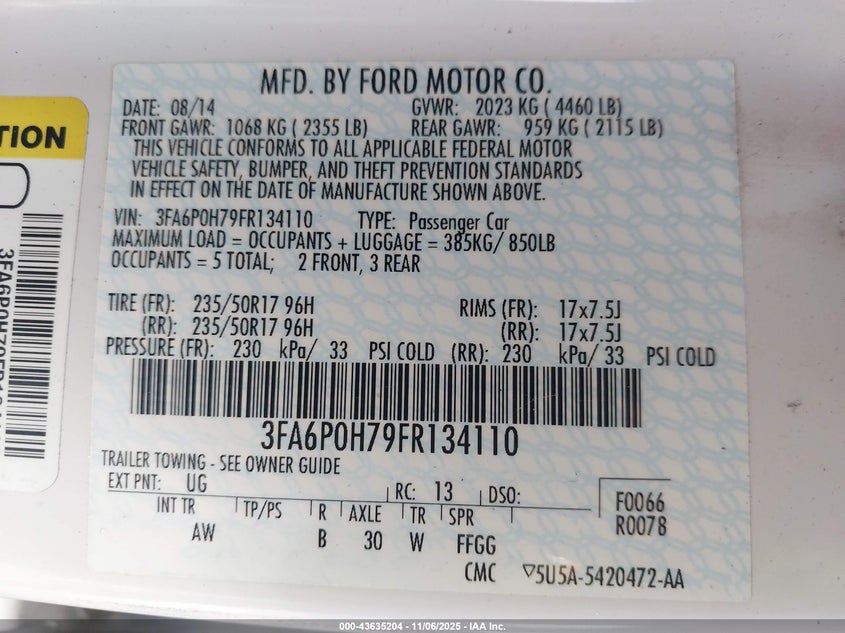 MFD. BY FORD MOTOR CO.
DATE: 08/14 GVWR: 2023 KG ( 4460 LB)
FRONT GAWR: 1068 KG ( 2355 LB) REAR GAWR: 959 KG ( 2115 LB)
THIS VEHICLE CONFORMS TO ALL APPLICABLE FEDERAL MOTOR
VEHICLE SAFETY, BUMPER, AND THEFT PREVENTION STANDARDS
IN EFFECT ON THE DATE OF MANUFACTURE SHOWN ABOVE.
VIN: 3FA6P0H79FR134110 TYPE: Passenger Car
MAXIMUM LOAD = OCCUPANTS + LUGGAGE = 385KG/ 850LB
OCCUPANTS = 5 TOTAL; 2 FRONT, 3 REAR
TIRE (FR): 235/50R17 96H RIMS (FR): 17x7.5J
(RR): 235/50R17 96H (RR): 17x7.5J
PRESSURE (FR): 230 kPa/ 33 PSI COLD (RR): 230 kPa/ 33 PSI COLD
3FA6P0H79FR134110
TRAILER TOWING - SEE OWNER GUIDE
EXT PNT: UG RC: 13 DSO:
F0066
R0078
INT TR TP/PS R AXLE TR SPR
AW B 30 W FFGG
CMC ▽5U5A-5420472-AA
TION
000-43635204 - 11/06/2025 - IAA Inc.